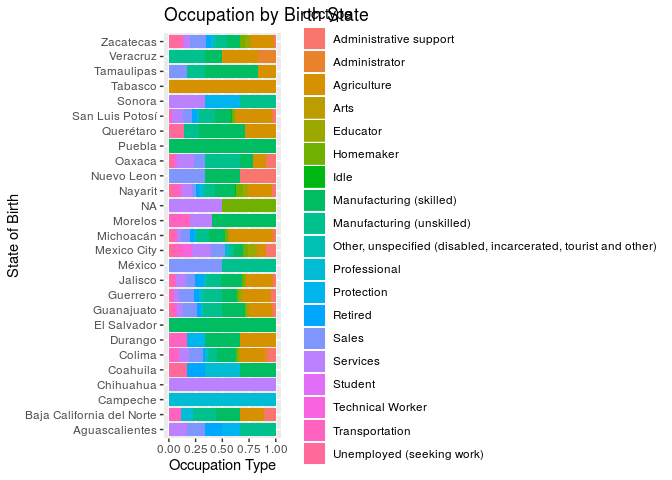 Occupation by Birth State
occtype
Zacatecas
Veracruz
Tamaulipas
Tabasco
Sonora
San Luis Potosí
Querétaro
Puebla
Oaxaca
Nuevo Leon
Nayarit
NA
Morelos
Michoacán
Mexico City
México
Jalisco
Guerrero
Guanajuato
El Salvador
Durango
Colima
Coahuila
Chihuahua
Campeche
Baja California del Norte
Aguascalientes
State of Birth
0.00 0.25 0.50 0.75 1.00
Occupation Type
Administrative support
Administrator
Agriculture
Arts
Educator
Homemaker
Idle
Manufacturing (skilled)
Manufacturing (unskilled)
Other, unspecified (disabled, incarcerated, tourist and other)
Professional
Protection
Retired
Sales
Services
Student
Technical Worker
Transportation
Unemployed (seeking work)